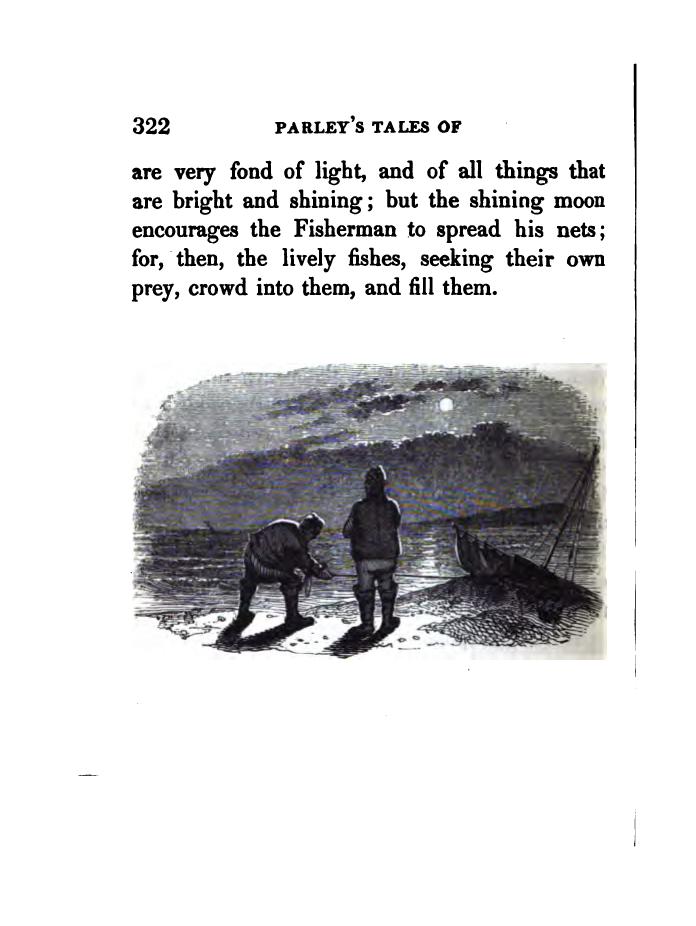 322 PARLEY'S TALES OF
are very fond of light, and of all things that
are bright and shining; but the shining moon
encourages the Fisherman to spread his nets;
for, then, the lively fishes, seeking their own
prey, crowd into them, and fill them.